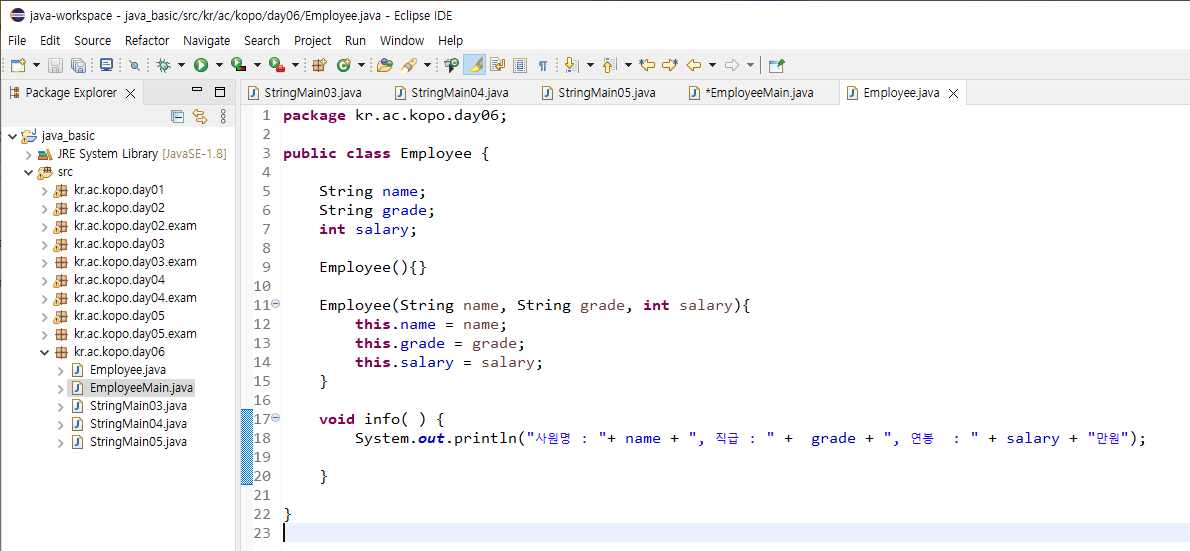 java-workspace - java_basic/src/kr/ac/kopo/day06/Employee.java - Eclipse IDE
File Edit Source Refactor Navigate Search Project Run Window Help
Package Explorer
java_basic
JRE System Library [JavaSE-1.8]
src
kr.ac.kopo.day01
kr.ac.kopo.day02
kr.ac.kopo.day02.exam
kr.ac.kopo.day03
kr.ac.kopo.day03.exam
kr.ac.kopo.day04
kr.ac.kopo.day04.exam
kr.ac.kopo.day05
kr.ac.kopo.day05.exam
kr.ac.kopo.day06
Employee.java
EmployeeMain.java
StringMain03.java
StringMain04.java
StringMain05.java
StringMain03.java StringMain04.java StringMain05.java *EmployeeMain.java Employee.java
1 package kr.ac.kopo.day06;
2
3 public class Employee {
4
5 String name;
6 String grade;
7 int salary;
8
9 Employee(){}
10
11 Employee(String name, String grade, int salary){
12 this.name = name;
13 this.grade = grade;
14 this.salary = salary;
15 }
16
17 void info( ) {
18 System.out.println("사원명 : "+ name + ", 직급 : " +  grade + ", 연봉  : " + salary + "만원");
19
20 }
21
22 }
23